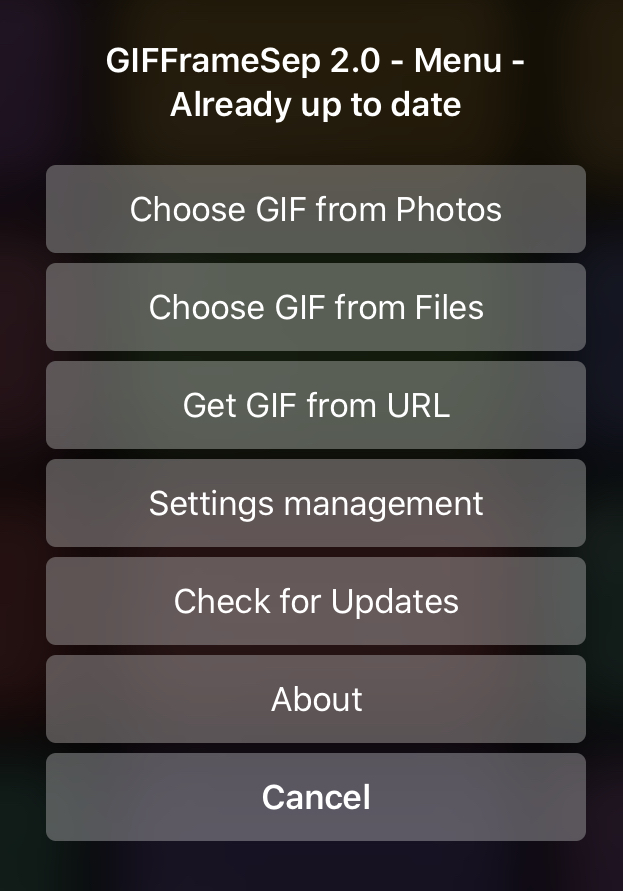 GIFFrameSep 2.0 - Menu -
Already up to date
Choose GIF from Photos
Choose GIF from Files
Get GIF from URL
Settings management
Check for Updates
About
Cancel